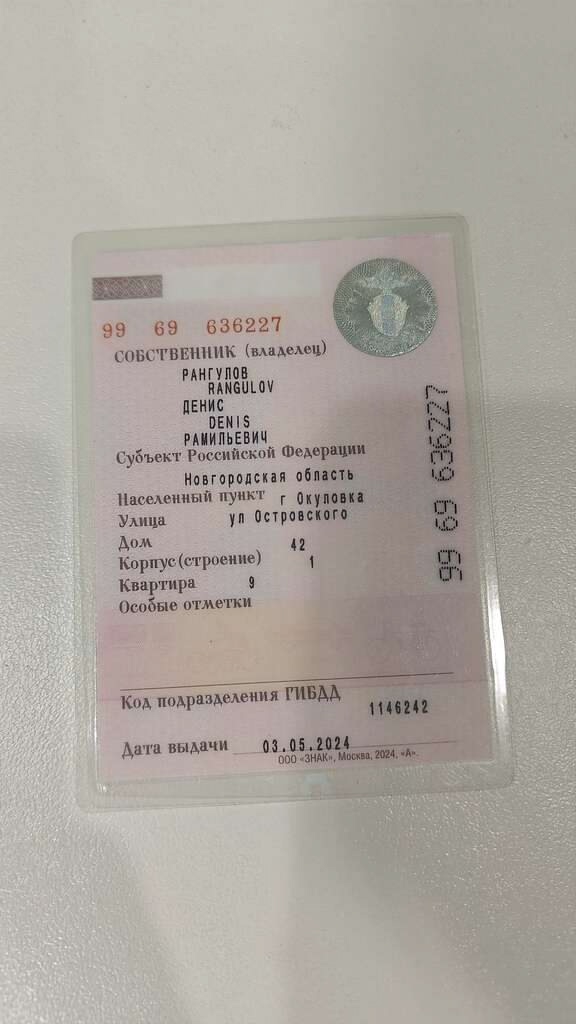 99 69 636227
СОБСТВЕННИК (владелец)
РАНГУЛОВ
RANGULOV
ДЕНИС
DENIS
РАМИЛЬЕВИЧ
Субъект Российской Федерации
Новгородская область
Населенный пункт г Окуловка
Улица ул Островского
Дом 42
Корпус(строение) 1
Квартира 9
Особые отметки
Код подразделения ГИБДД 1146242
Дата выдачи 03.05.2024
ООО «ЗНАК», Москва, 2024, «А».
99 69 636227